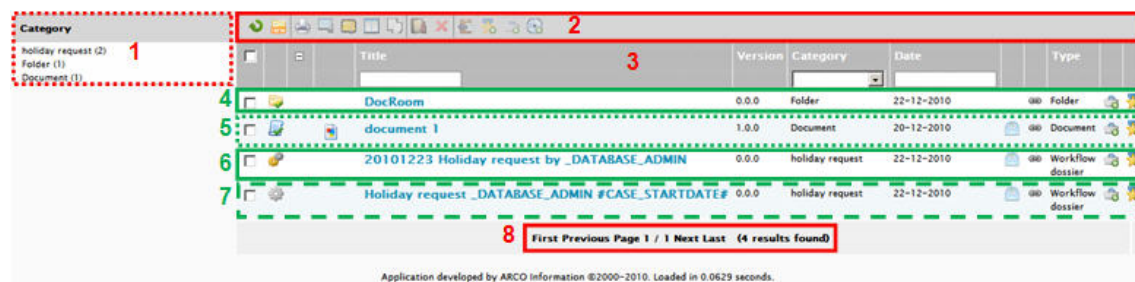 Category
holiday request (2)
Folder (1)
Document (1)
1
2
Title Version Category Date Type
3
4 DocRoom 0.0.0 Folder 22-12-2010 Folder
5 document 1 1.0.0 Document 20-12-2010 Document
6 20101223 Holiday request by _DATABASE_ADMIN 0.0.0 holiday request 22-12-2010 Workflow
dossier
7 Holiday request _DATABASE_ADMIN #CASE_STARTDATE# 0.0.0 holiday request 22-12-2010 Workflow
dossier
8 First Previous Page 1 / 1 Next Last (4 results found)
Application developed by ARCO Information ©2000-2010. Loaded in 0.0629 seconds.